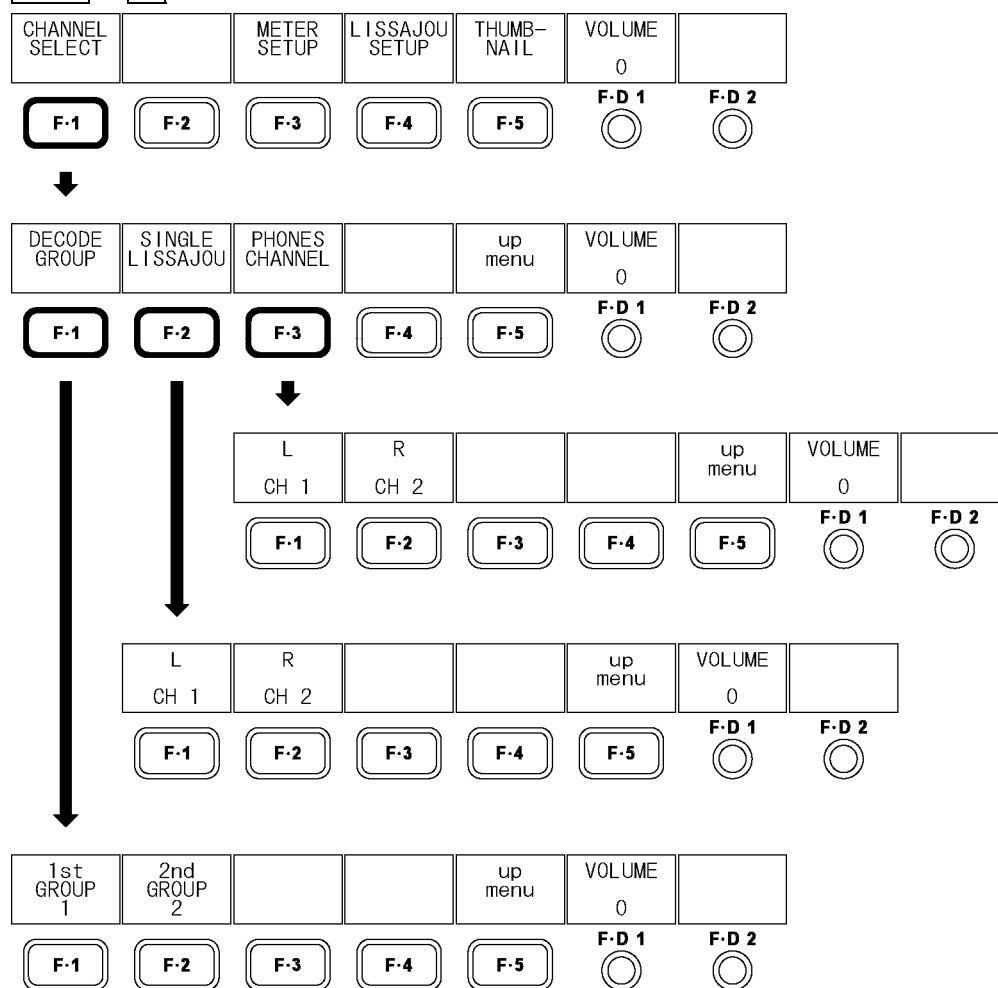 CHANNEL SELECT METER SETUP LISSAJOU SETUP THUMB- NAIL VOLUME 0
F·1 F·2 F·3 F·4 F·5 F·D 1 F·D 2
DECODE GROUP SINGLE LISSAJOU PHONES CHANNEL up menu VOLUME 0
F·1 F·2 F·3 F·4 F·5 F·D 1 F·D 2
L CH 1 R CH 2 up menu VOLUME 0
F·1 F·2 F·3 F·4 F·5 F·D 1 F·D 2
L CH 1 R CH 2 up menu VOLUME 0
F·1 F·2 F·3 F·4 F·5 F·D 1 F·D 2
1st GROUP 1 2nd GROUP 2 up menu VOLUME 0
F·1 F·2 F·3 F·4 F·5 F·D 1 F·D 2